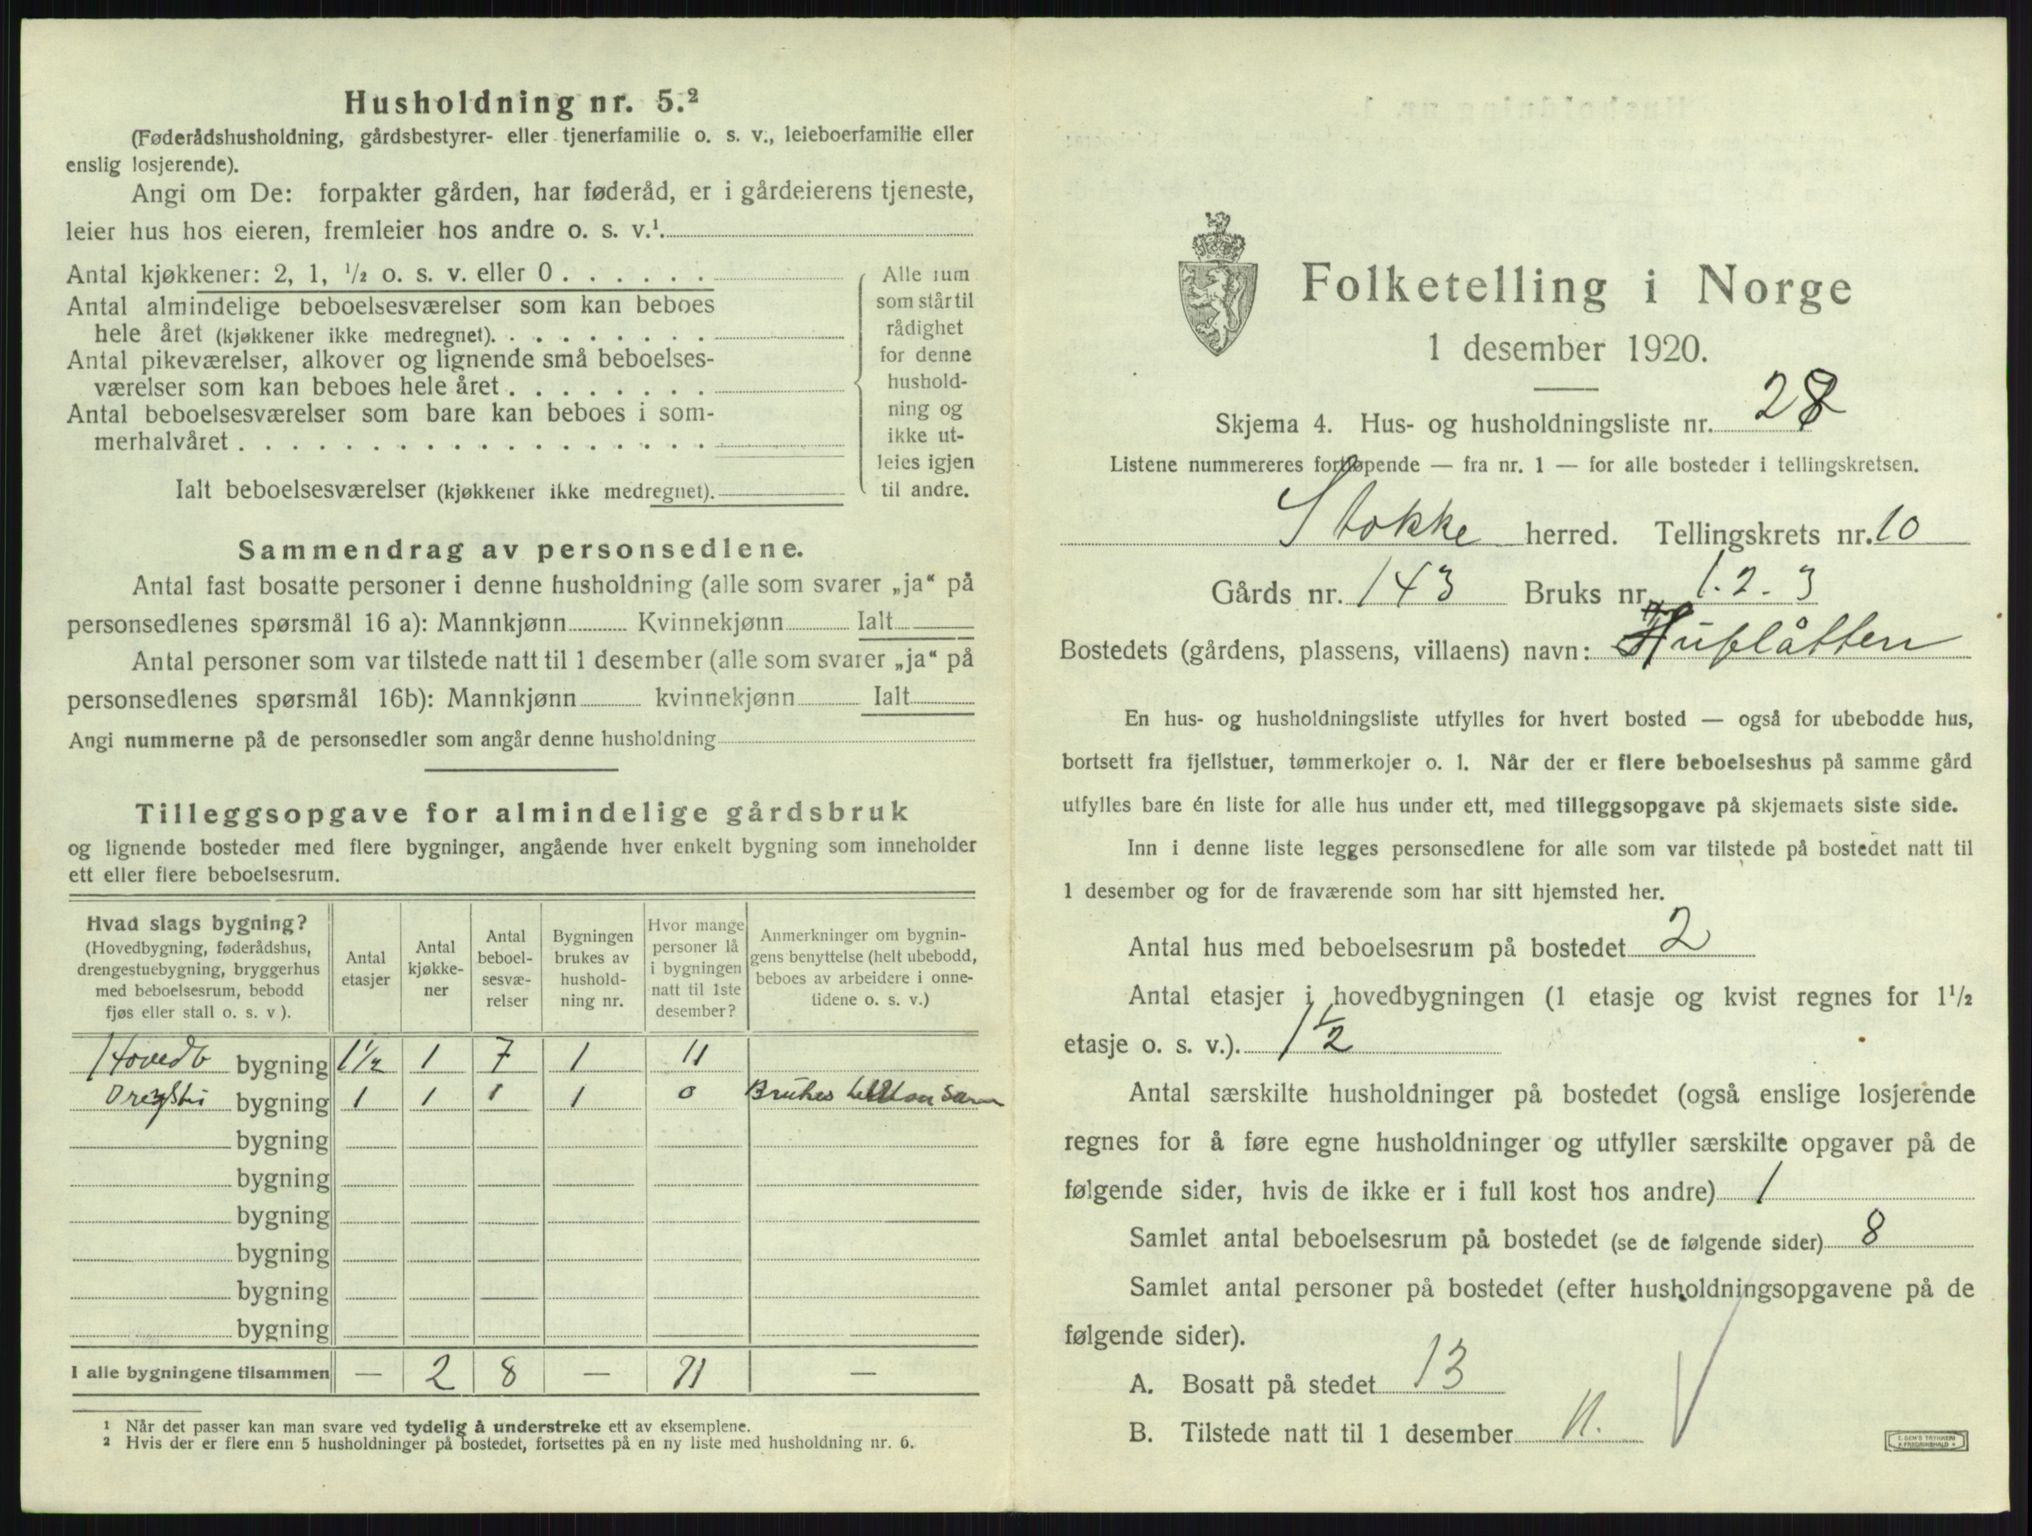 Husholdning nr. 5.²
(Føderådshusholdning, gårdsbestyrer- eller tjenerfamilie o. s. v., leieboerfamilie eller
enslig losjerende).
Angi om De: forpakter gården, har føderåd, er i gårdeierens tjeneste,
leier hus hos eieren, fremleier hos andre o. s. v.¹
Antal kjøkkener: 2, 1, ½ o. s. v. eller 0 . . . . . .
Antal almindelige beboelsesværelser som kan beboes
hele året (kjøkkener ikke medregnet). . . . . . . . .
Antal pikeværelser, alkover og lignende små beboelses-
værelser som kan beboes hele året . . . . . . . .
Antal beboelsesværelser som bare kan beboes i som-
merhalvåret . . . . . . . . . . . . . . . . . .
Ialt beboelsesværelser (kjøkkener ikke medregnet).
Alle rum
som står til
rådighet
for denne
hushold-
ning og
ikke ut-
leies igjen
til andre.
Sammendrag av personsedlene.
Antal fast bosatte personer i denne husholdning (alle som svarer „ja“ på
personsedlenes spørsmål 16 a): Mannkjønn Kvinnekjønn Ialt
Antal personer som var tilstede natt til 1 desember (alle som svarer „ja“ på
personsedlenes spørsmål 16b): Mannkjønn kvinnekjønn Ialt
Angi nummerne på de personsedler som angår denne husholdning
Tilleggsopgave for almindelige gårdsbruk
og lignende bosteder med flere bygninger, angående hver enkelt bygning som inneholder
ett eller flere beboelsesrum.
Hvad slags bygning?
(Hovedbygning, føderådshus,
drengestuebygning, bryggerhus
med beboelsesrum, bebodd
fjøs eller stall o. s. v ).
Antal
etasjer
Antal
kjøkke-
ner
Antal
beboel-
sesvæ-
relser
Bygningen
brukes av
hushold-
ning nr.
Hvor mange
personer lå
i bygningen
natt til 1ste
desember?
Anmerkninger om bygnin-
gens benyttelse (helt ubebodd,
beboes av arbeidere i onne-
tidene o. s. v.)
Hovedb bygning 1½ 1 7 1 11
bygning 1 1 1 1 0 Brukes
bygning
bygning
bygning
bygning
bygning
bygning
I alle bygningene tilsammen — 2 8 — 11 —
¹ Når det passer kan man svare ved tydelig å understreke ett av eksemplene.
² Hvis der er flere enn 5 husholdninger på bostedet, fortsettes på en ny liste med husholdning nr. 6.
Folketelling i Norge
1 desember 1920.
Skjema 4. Hus- og husholdningsliste nr. 28
Listene nummereres fortløpende — fra nr. 1 — for alle bosteder i tellingskretsen.
Stokke herred. Tellingskrets nr. 10
Gårds nr. 143 Bruks nr. 1. 2 - 3
Bostedets (gårdens, plassens, villaens) navn: Huflåtten
En hus- og husholdningsliste utfylles for hvert bosted — også for ubebodde hus,
bortsett fra fjellstuer, tømmerkojer o. l. Når der er flere beboelseshus på samme gård
utfylles bare én liste for alle hus under ett, med tilleggsopgave på skjemaets siste side.
Inn i denne liste legges personsedlene for alle som var tilstede på bostedet natt til
1 desember og for de fraværende som har sitt hjemsted her.
Antal hus med beboelsesrum på bostedet 2
Antal etasjer i hovedbygningen (1 etasje og kvist regnes for 1½
etasje o. s. v.). 1½
Antal særskilte husholdninger på bostedet (også enslige losjerende
regnes for å føre egne husholdninger og utfyller særskilte opgaver på de
følgende sider, hvis de ikke er i full kost hos andre) 1
Samlet antal beboelsesrum på bostedet (se de følgende sider) 8
Samlet antal personer på bostedet (efter husholdningsopgavene på de
følgende sider).
A. Bosatt på stedet 13
B. Tilstede natt til 1 desember 11.